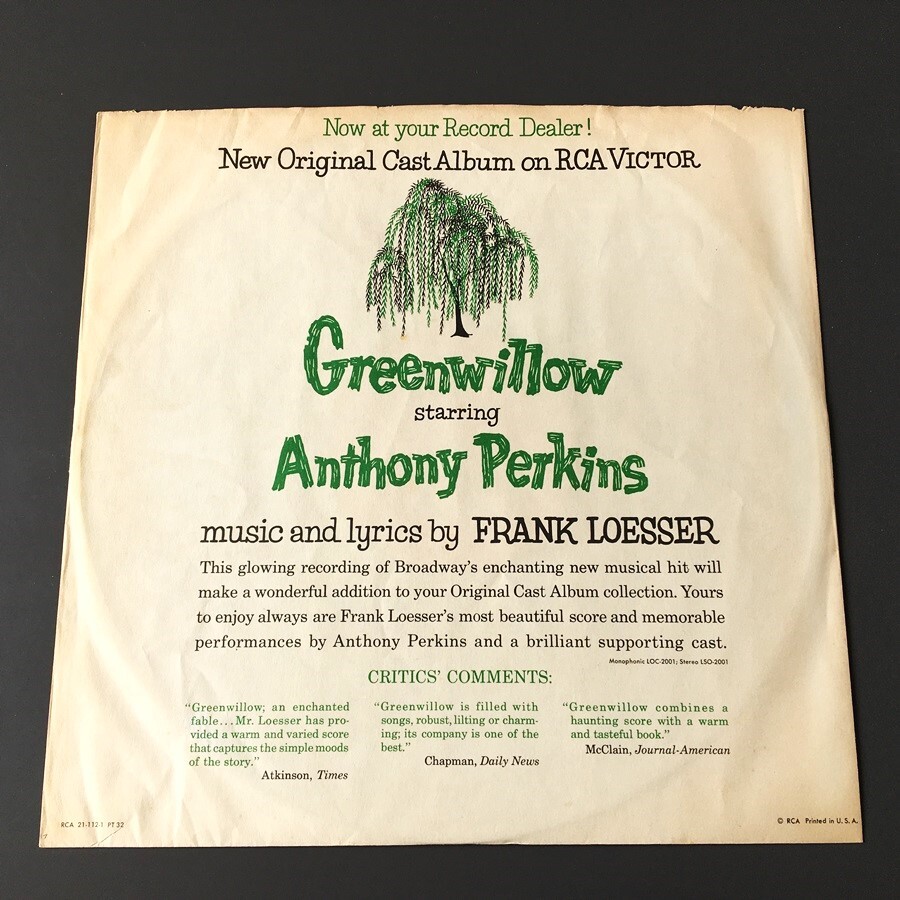 Now at your Record Dealer!
New Original Cast Album on RCA VICTOR
Greenwillow
starring
Anthony Perkins
music and lyrics by FRANK LOESSER
This glowing recording of Broadway's enchanting new musical hit will
make a wonderful addition to your Original Cast Album collection. Yours
to enjoy always are Frank Loesser's most beautiful score and memorable
performances by Anthony Perkins and a brilliant supporting cast.
Monophonic LOC-2001; Stereo LSO-2001
CRITICS' COMMENTS:
"Greenwillow; an enchanted
fable...Mr. Loesser has pro-
vided a warm and varied score
that captures the simple moods
of the story."
Atkinson, Times
"Greenwillow is filled with
songs, robust, lilting or charm-
ing; its company is one of the
best."
Chapman, Daily News
"Greenwillow combines a
haunting score with a warm
and tasteful book."
McClain, Journal-American
RCA 21-112-1 PT 32
© RCA Printed in U. S. A.